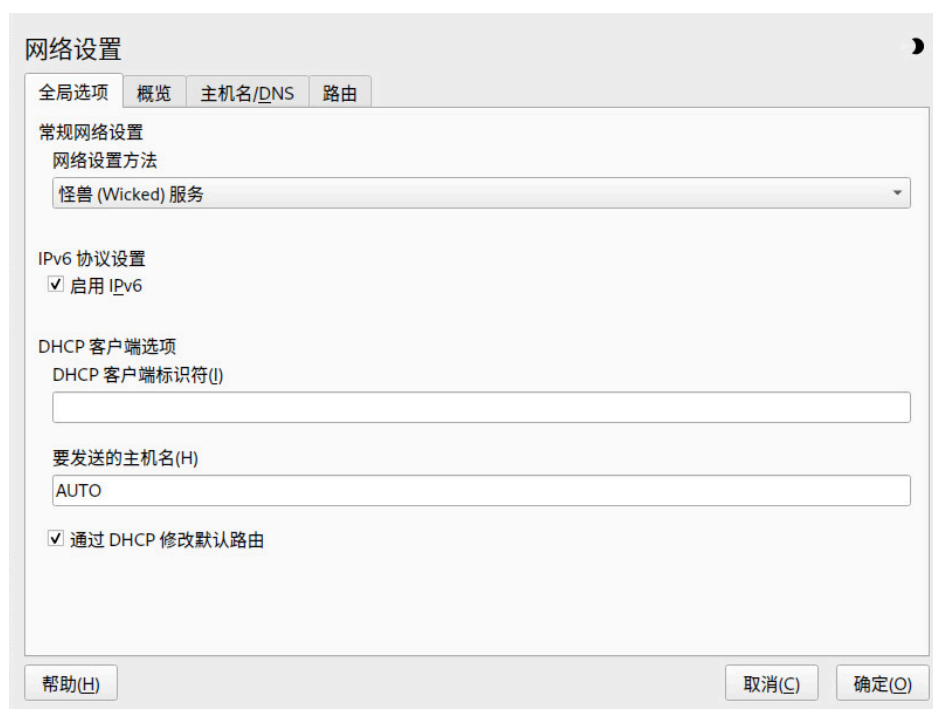 网络设置
全局选项 概览 主机名/DNS 路由
常规网络设置
网络设置方法
怪兽 (Wicked) 服务
IPv6 协议设置
启用 IPv6
DHCP 客户端选项
DHCP 客户端标识符(I)
要发送的主机名(H)
AUTO
通过 DHCP 修改默认路由
帮助(H) 取消(C) 确定(O)